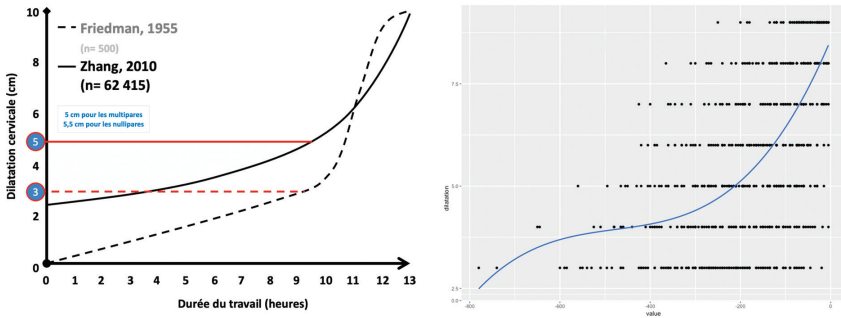 10
Friedman, 1955
(n= 500)
Zhang, 2010
(n= 62 415)
8
6
5 cm pour les multipares
5,5 cm pour les nullipares
5
4
3
2
0
Dilatation cervicale (cm)
0 1 2 3 4 5 6 7 8 9 10 11 12 13
Durée du travail (heures)
7.5
5.0
2.5
0.0
dilatation
-800 -600 -400 -200 0
value